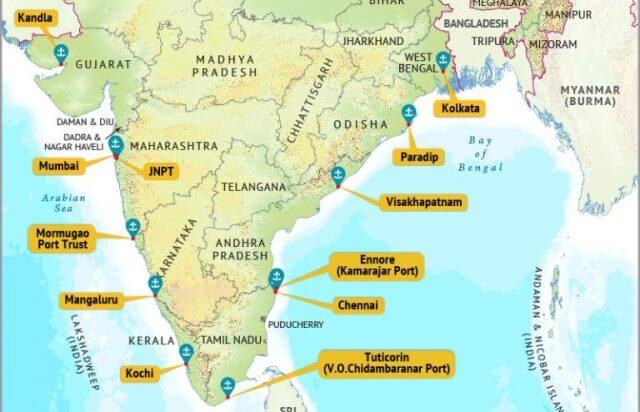 BIHAR
MEGHALAYA
MANIPUR
BANGLADESH
TRIPURA
MIZORAM
Kandla
GUJARAT
MADHYA
PRADESH
JHARKHAND
WEST
BENGAL
CHHATTISGARH
MYANMAR
(BURMA)
DAMAN & DIU
DADRA &
NAGAR HAVELI
MAHARASHTRA
ODISHA
Kolkata
Mumbai
JNPT
Paradip
Bay
of
Bengal
TELANGANA
Visakhapatnam
Arabian
Sea
Mormugao
Port Trust
KARNATAKA
ANDHRA
PRADESH
Ennore
(Kamarajar Port)
Mangaluru
Chennai
PUDUCHERRY
ANDAMAN & NICOBAR ISLAND
(INDIA)
LAKSHADWEEP
(INDIA)
KERALA
TAMIL NADU
Kochi
Tuticorin
(V.O.Chidambaranar Port)
SRI